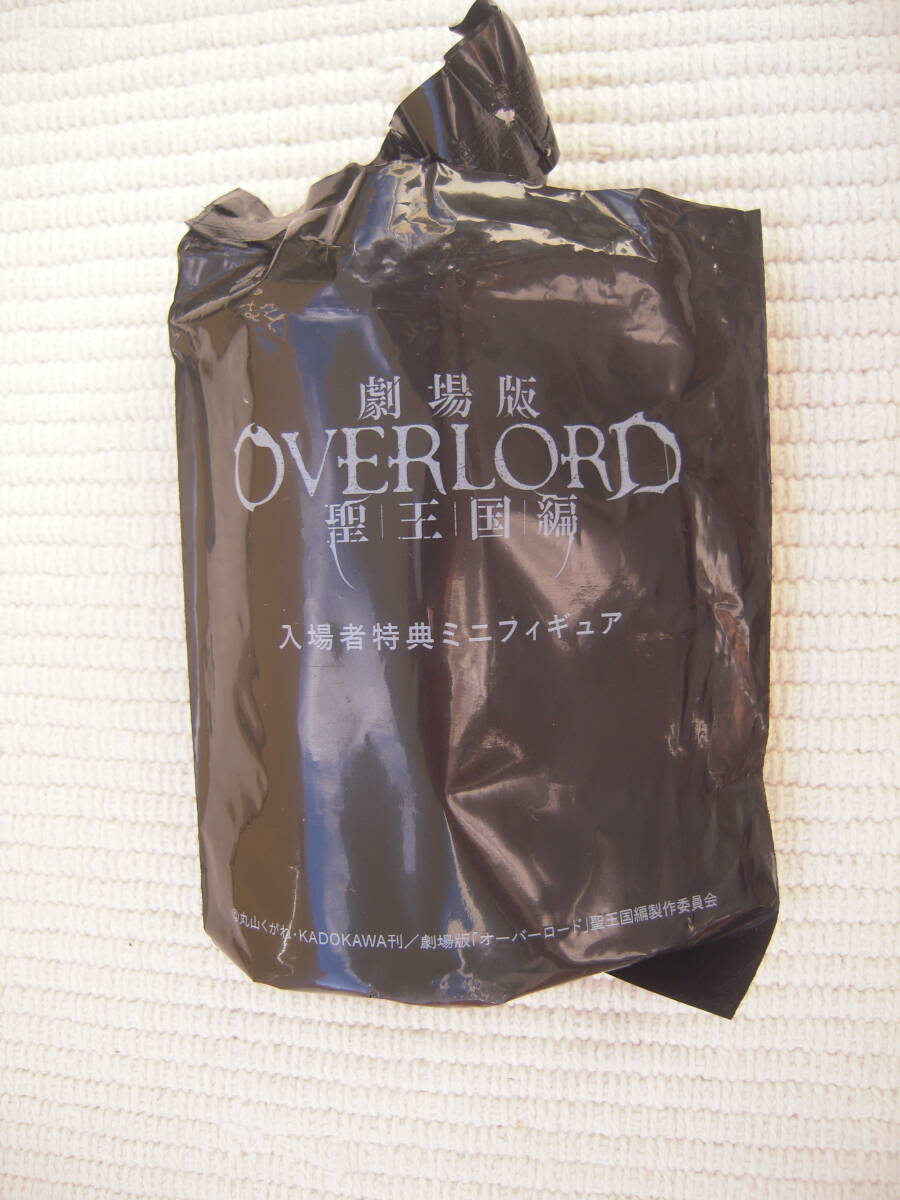 劇場版
OVERLORD
聖|王|国|編
入場者特典ミニフィギュア
©丸山くがね・KADOKAWA刊／劇場版「オーバーロード」聖王国編製作委員会